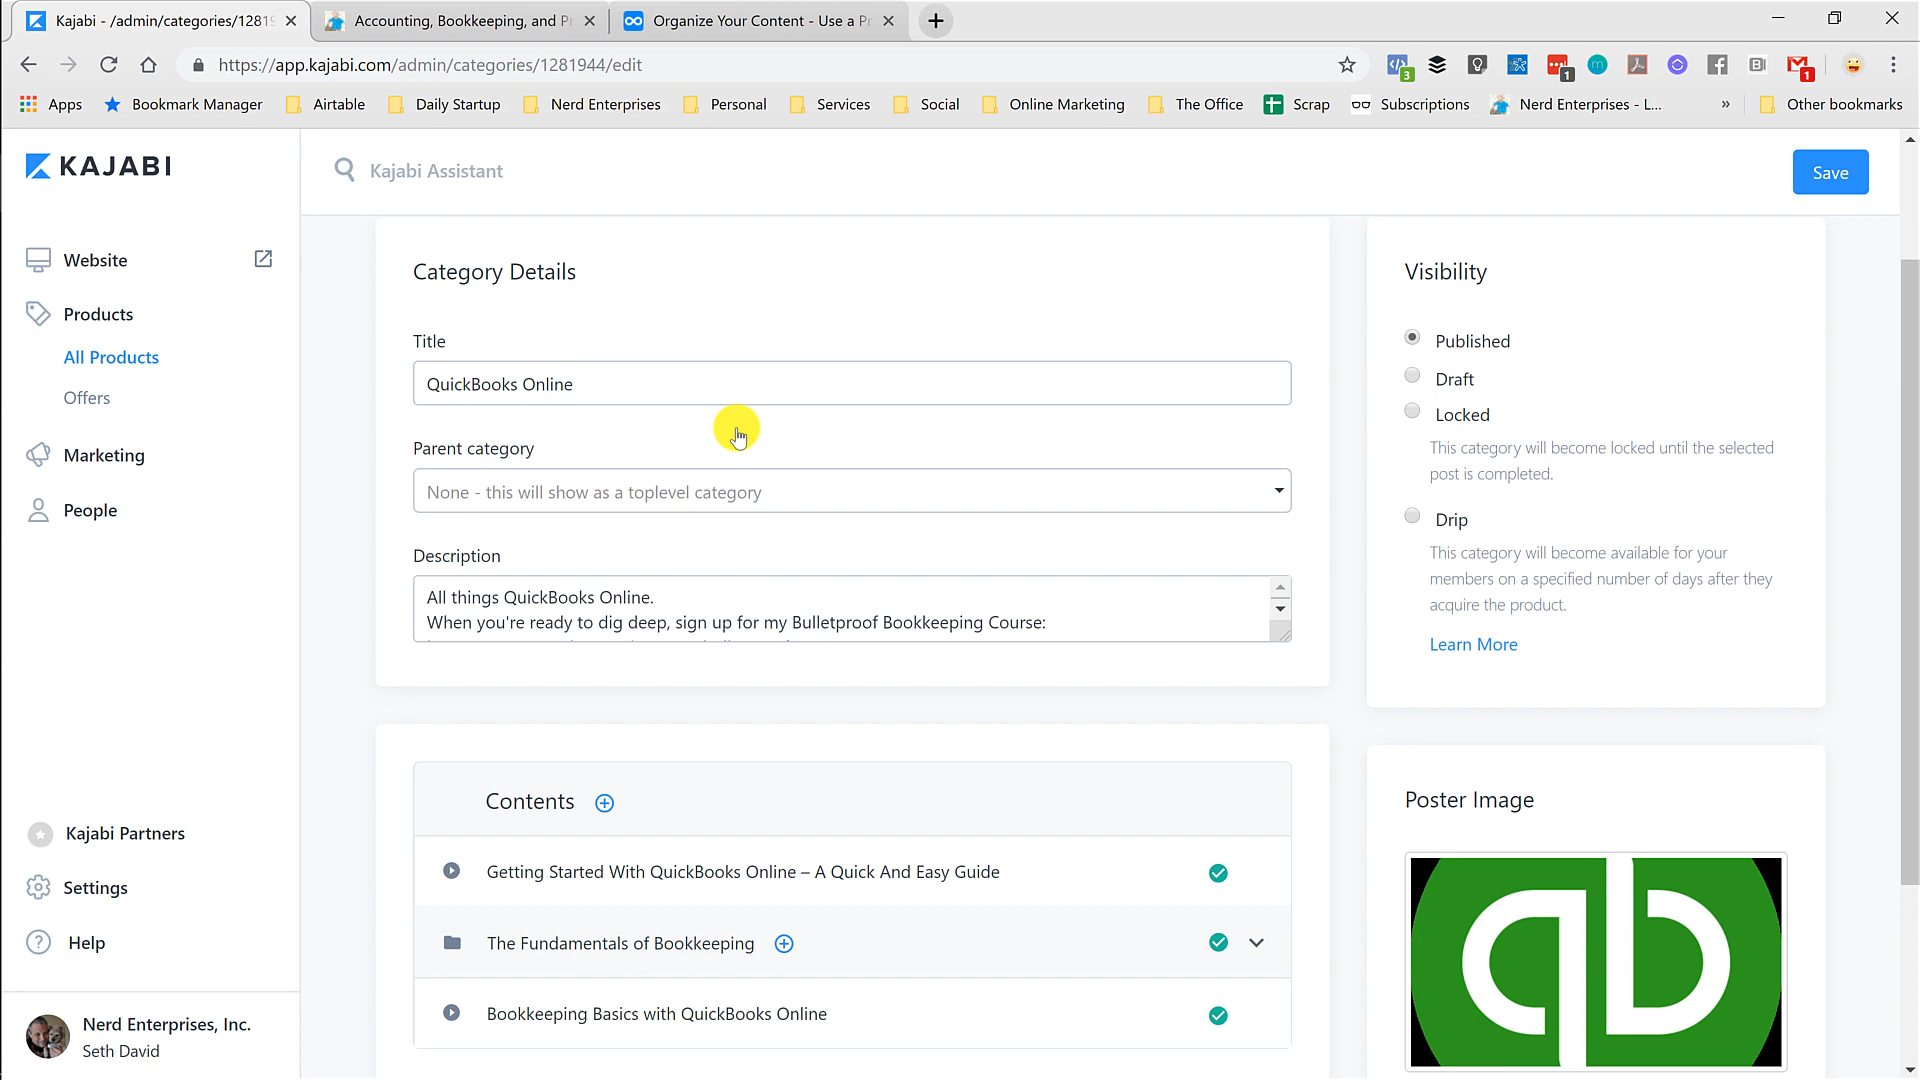 Kajabi - /admin/categories/1281
Accounting, Bookkeeping, and P
Organize Your Content - Use a P
https://app.kajabi.com/admin/categories/1281944/edit
3
1
1
Apps
Bookmark Manager
Airtable
Daily Startup
Nerd Enterprises
Personal
Services
Social
Online Marketing
The Office
Scrap
Subscriptions
Nerd Enterprises - L...
»
Other bookmarks
KAJABI
Kajabi Assistant
Save
Website
Products
All Products
Offers
Marketing
People
Kajabi Partners
Settings
Help
Nerd Enterprises, Inc.
Seth David
Category Details
Title
QuickBooks Online
Parent category
None - this will show as a toplevel category
Description
All things QuickBooks Online.
When you're ready to dig deep, sign up for my Bulletproof Bookkeeping Course:
Contents
Getting Started With QuickBooks Online – A Quick And Easy Guide
The Fundamentals of Bookkeeping
Bookkeeping Basics with QuickBooks Online
Visibility
Published
Draft
Locked
This category will become locked until the selected
post is completed.
Drip
This category will become available for your
members on a specified number of days after they
acquire the product.
Learn More
Poster Image
qb